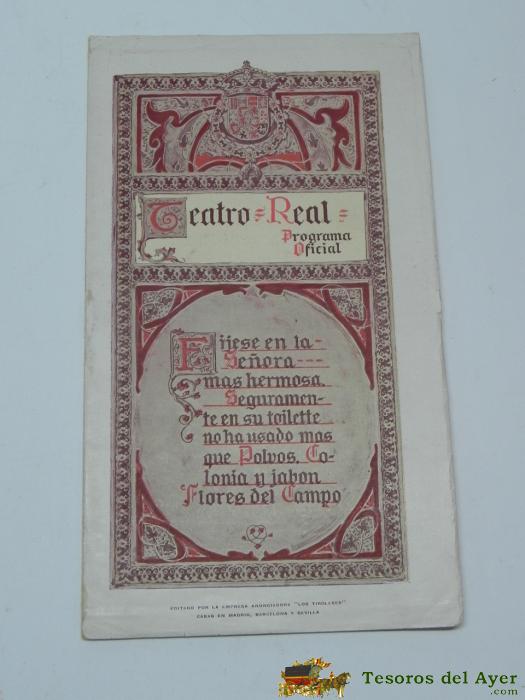 Teatro = Real =
Programa
Oficial
Fijese en la -
Señora - - -
mas hermosa.
Seguramen-
te en su toilette
no ha usado mas
que Polvos, Co-
lonia y jabon
Flores del Campo
EDITADO POR LA EMPRESA ANUNCIADORA "LOS TIROLESES"
CASAS EN MADRID, BARCELONA Y SEVILLA
Tesoros del Ayer
.com